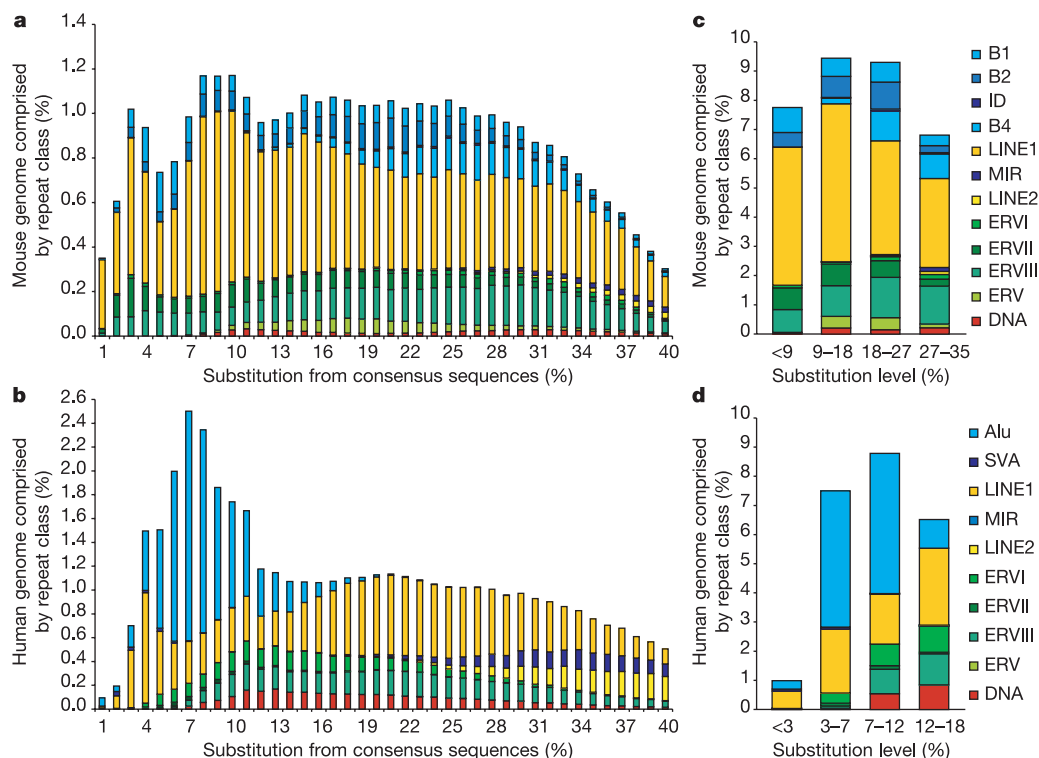 a
Mouse genome comprised
by repeat class (%)
1.4
1.2
1.0
0.8
0.6
0.4
0.2
0.0
1 4 7 10 13 16 19 22 25 28 31 34 37 40
Substitution from consensus sequences (%)
c
Mouse genome comprised
by repeat class (%)
10
9
8
7
6
5
4
3
2
1
0
<9 9–18 18–27 27–35
Substitution level (%)
B1
B2
ID
B4
LINE1
MIR
LINE2
ERVI
ERVII
ERVIII
ERV
DNA
b
Human genome comprised
by repeat class (%)
2.6
2.4
2.2
2.0
1.8
1.6
1.4
1.2
1.0
0.8
0.6
0.4
0.2
0.0
1 4 7 10 13 16 19 22 25 28 31 34 37 40
Substitution from consensus sequences (%)
d
Human genome comprised
by repeat class (%)
10
9
8
7
6
5
4
3
2
1
0
<3 3–7 7–12 12–18
Substitution level (%)
Alu
SVA
LINE1
MIR
LINE2
ERVI
ERVII
ERVIII
ERV
DNA